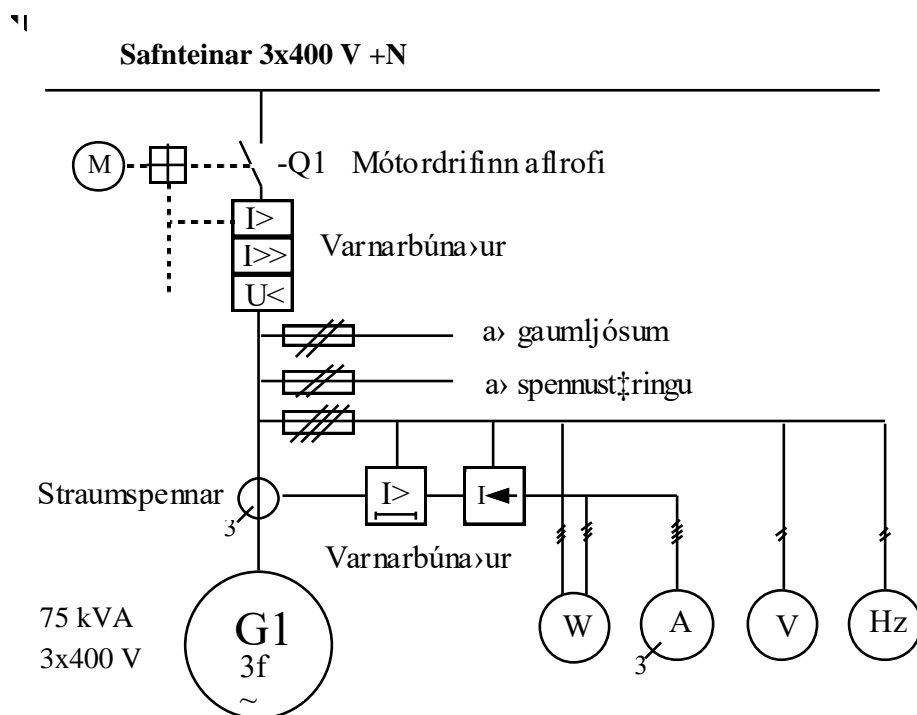 Safnteinar 3x400 V +N
M
-Q1 Mótordrifinn aflrofi
I>
I>>
U<
Varnarbúna›ur
a› gaumljósum
a› spennust‡ringu
Straumspennar
3
I>
I
Varnarbúna›ur
75 kVA
3x400 V
G1
3f
~
W
A
3
V
Hz